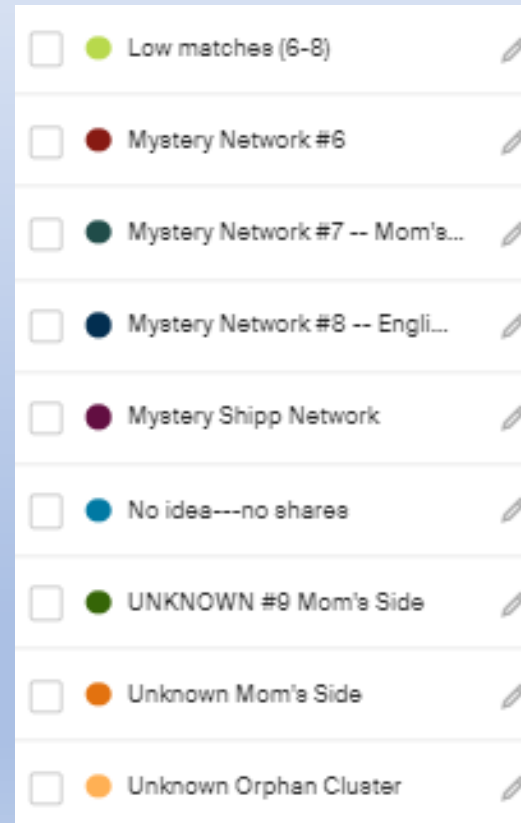 Low matches (6-8)
Mystery Network #6
Mystery Network #7 -- Mom's...
Mystery Network #8 -- Engli...
Mystery Shipp Network
No idea---no shares
UNKNOWN #9 Mom's Side
Unknown Mom's Side
Unknown Orphan Cluster